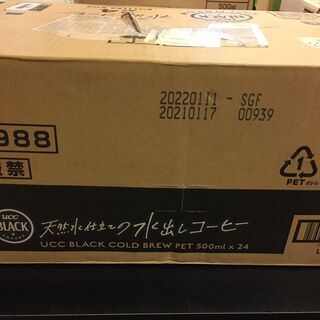 500ml
20220111 - SGF
20210117 00939
988
禁
1
PET
ucc
BLACK
天然水仕立ての水出しコーヒー
UCC BLACK COLD BREW PET 500ml x 24